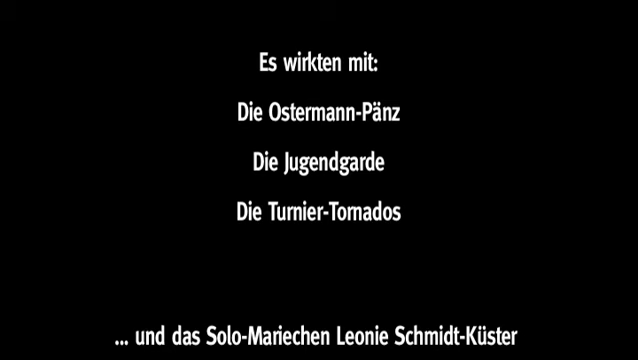 Es wirkten mit:
Die Ostermann-Pänz
Die Jugendgarde
Die Turnier-Tornados
... und das Solo-Mariechen Leonie Schmidt-Küster